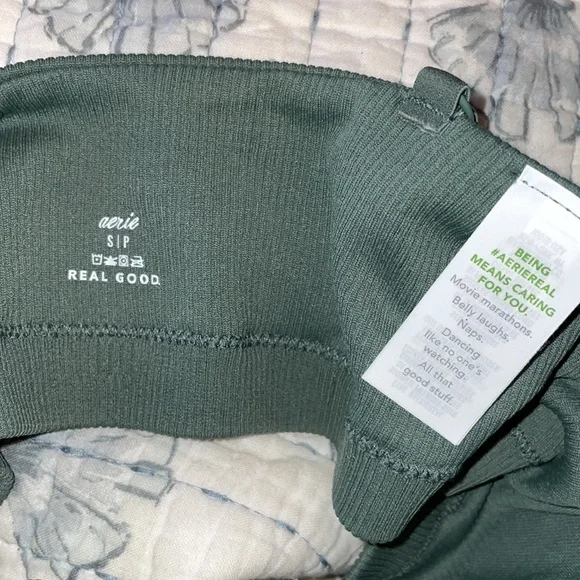 aerie
S|P
REAL GOOD
BEING
#AERIEREAL
MEANS CARING
FOR YOU.
Movie marathons.
Belly laughs.
Naps.
Dancing
like no one's
watching.
All that
good stuff.